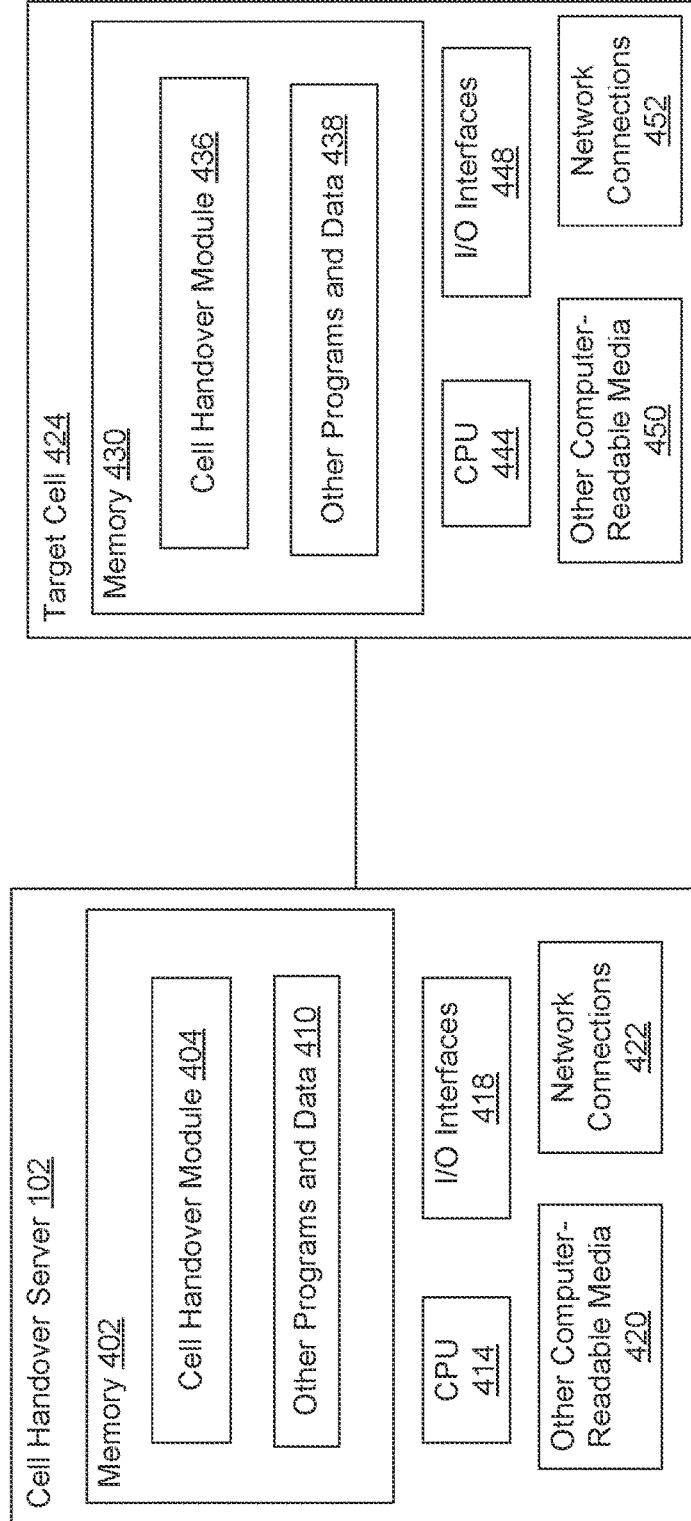 Cell Handover Server 102
Memory 402
Cell Handover Module 404
Other Programs and Data 410
CPU
414
I/O Interfaces
418
Other Computer-
Readable Media
420
Network
Connections
422
Target Cell 424
Memory 430
Cell Handover Module 436
Other Programs and Data 438
CPU
444
I/O Interfaces
448
Other Computer-
Readable Media
450
Network
Connections
452